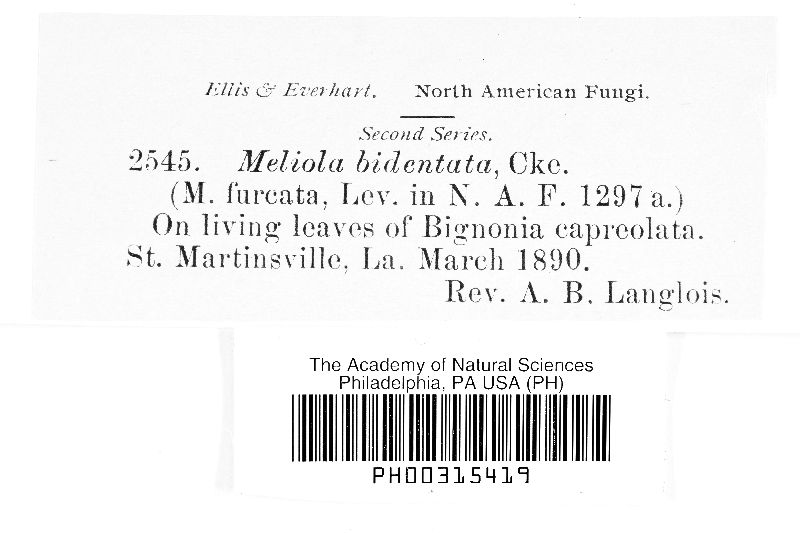 Ellis & Everhart. North American Fungi.
Second Series.
2545. Meliola bidentata, Cke.
(M. furcata, Lev. in N. A. F. 1297 a.)
On living leaves of Bignonia capreolata.
St. Martinsville, La. March 1890.
Rev. A. B. Langlois.
The Academy of Natural Sciences
Philadelphia, PA USA (PH)
PH00315419